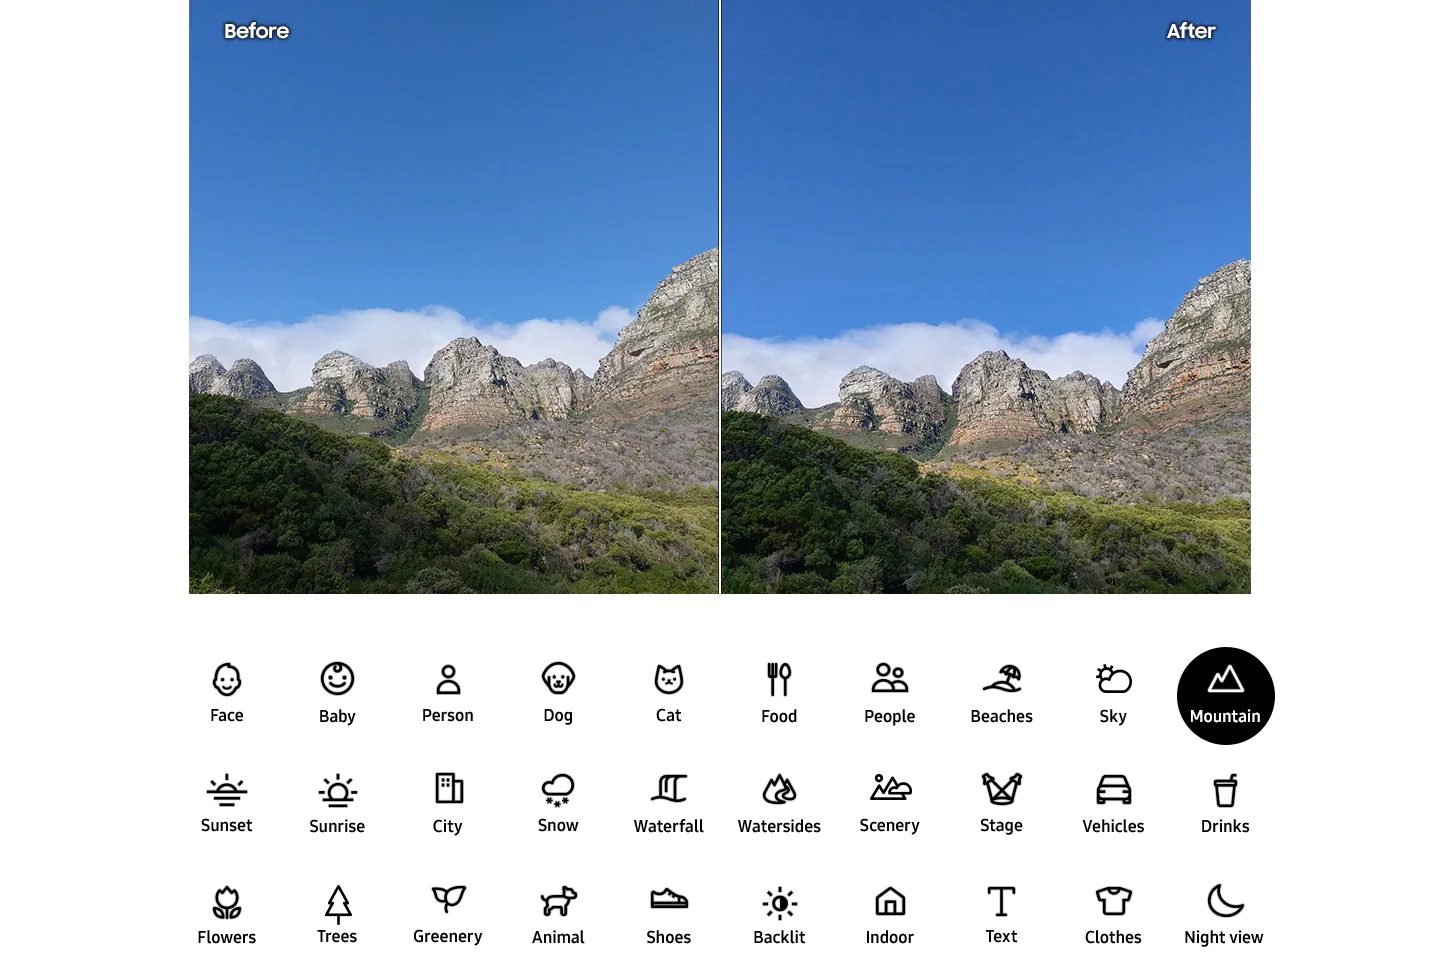 Before
After
Face
Baby
Person
Dog
Cat
Food
People
Beaches
Sky
Mountain
Sunset
Sunrise
City
Snow
Waterfall
Watersides
Scenery
Stage
Vehicles
Drinks
Flowers
Trees
Greenery
Animal
Shoes
Backlit
Indoor
Text
Clothes
Night view